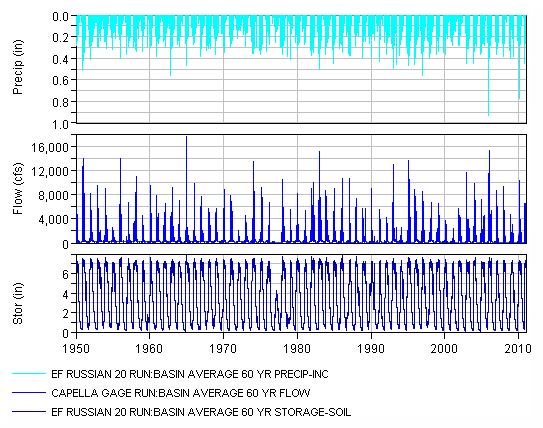 0.0
0.2
0.4
0.6
0.8
1.0
Precip (in)
16,000
12,000
8,000
4,000
0
Flow (cfs)
6
4
2
0
Stor (in)
1950 1960 1970 1980 1990 2000 2010
EF RUSSIAN 20 RUN:BASIN AVERAGE 60 YR PRECIP-INC
CAPELLA GAGE RUN:BASIN AVERAGE 60 YR FLOW
EF RUSSIAN 20 RUN:BASIN AVERAGE 60 YR STORAGE-SOIL